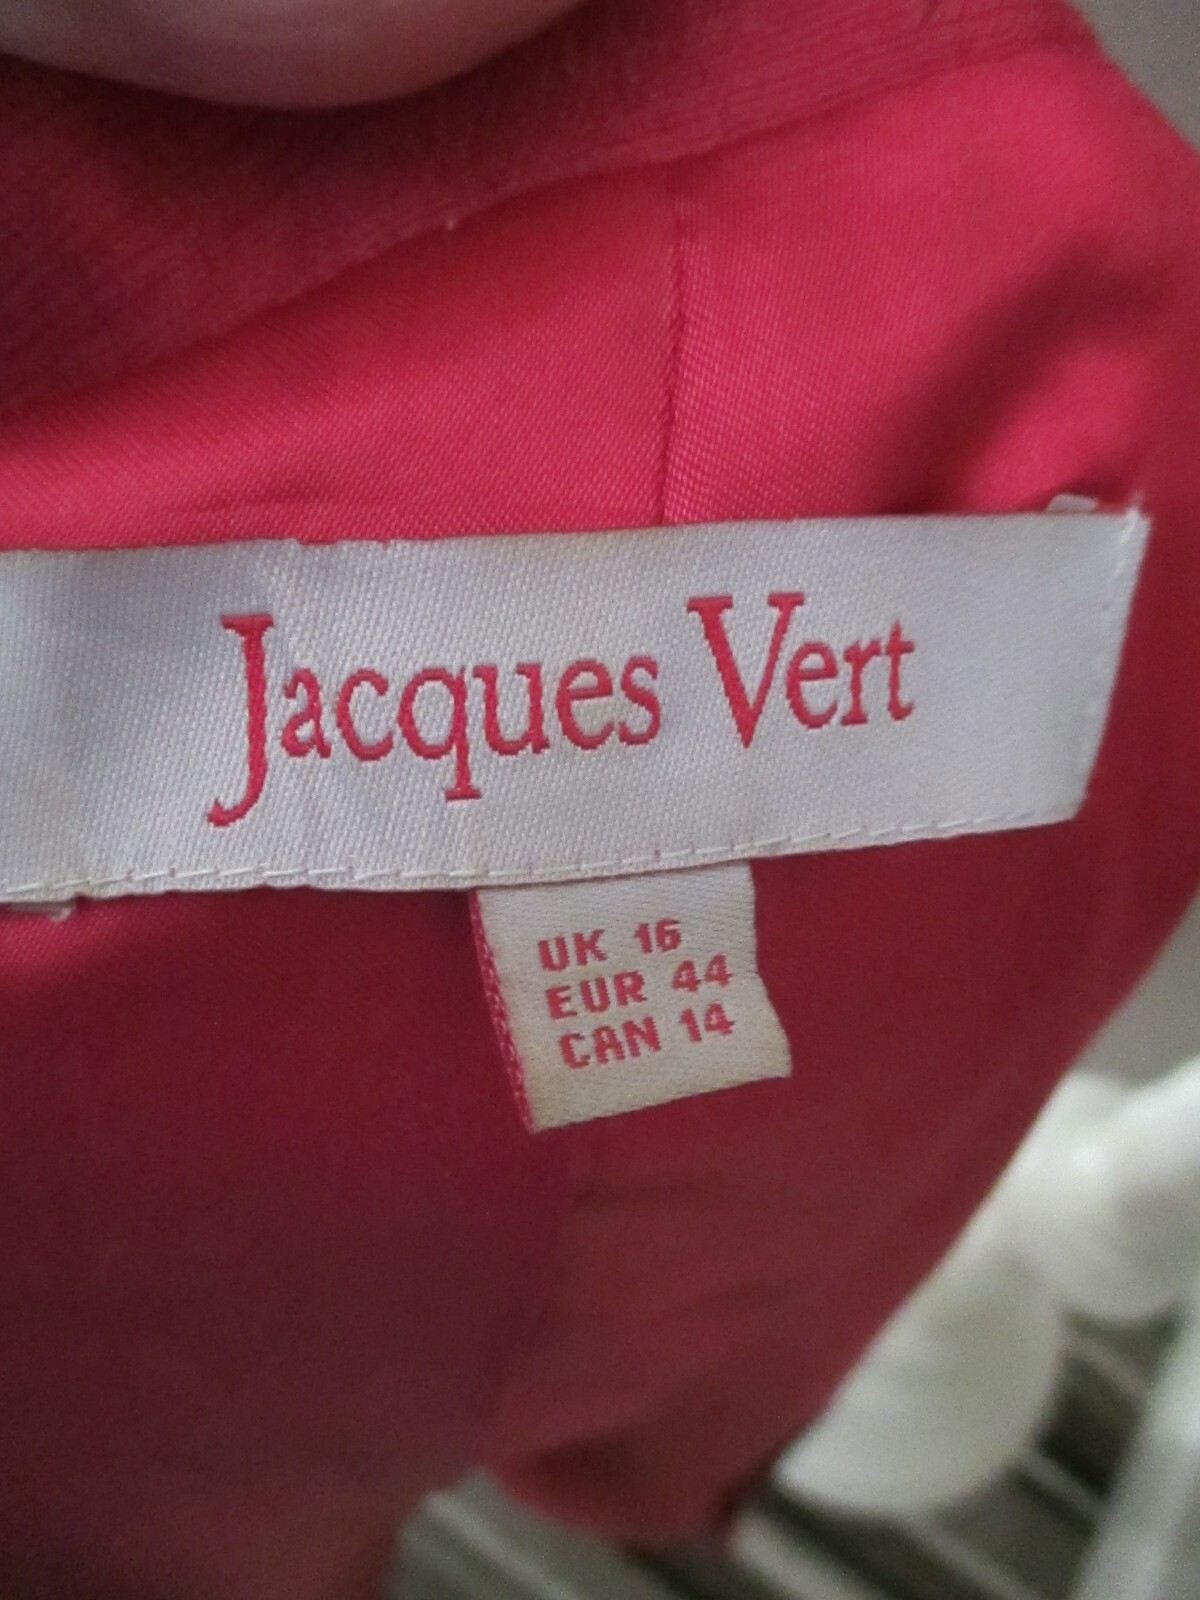 Jacques Vert
UK 16
EUR 44
CAN 14